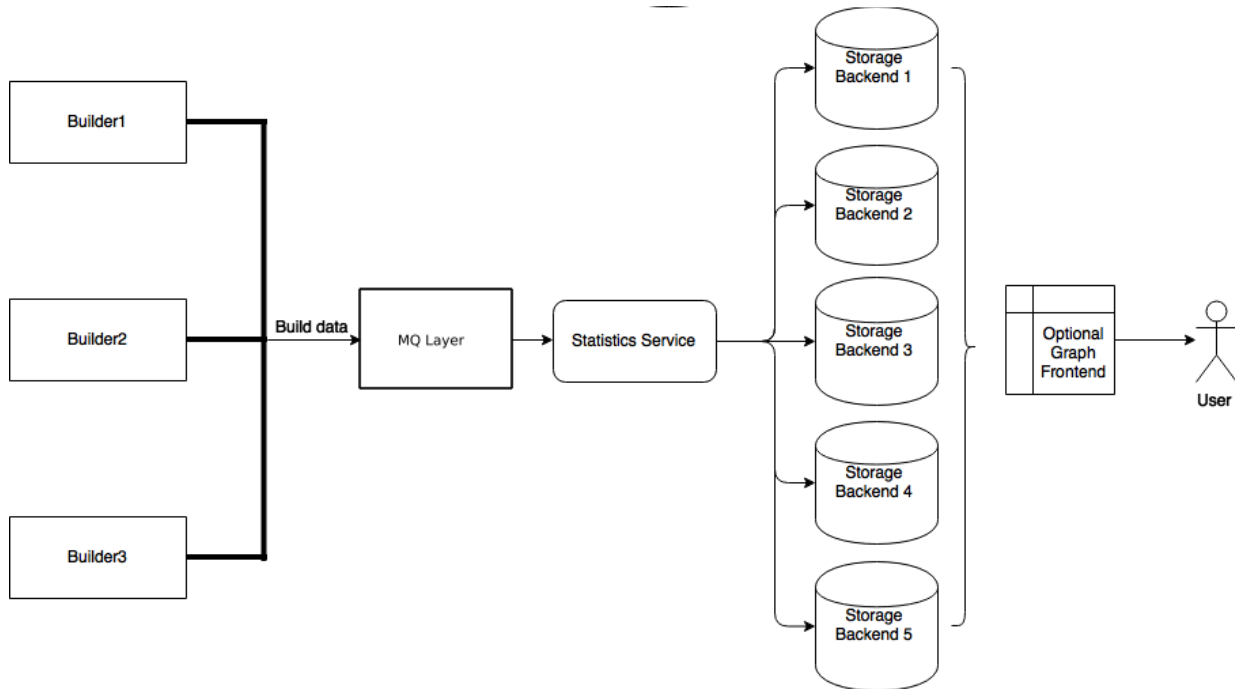 Builder1
Builder2
Builder3
Build data
MQ Layer
Statistics Service
Storage
Backend 1
Storage
Backend 2
Storage
Backend 3
Storage
Backend 4
Storage
Backend 5
Optional
Graph
Frontend
User